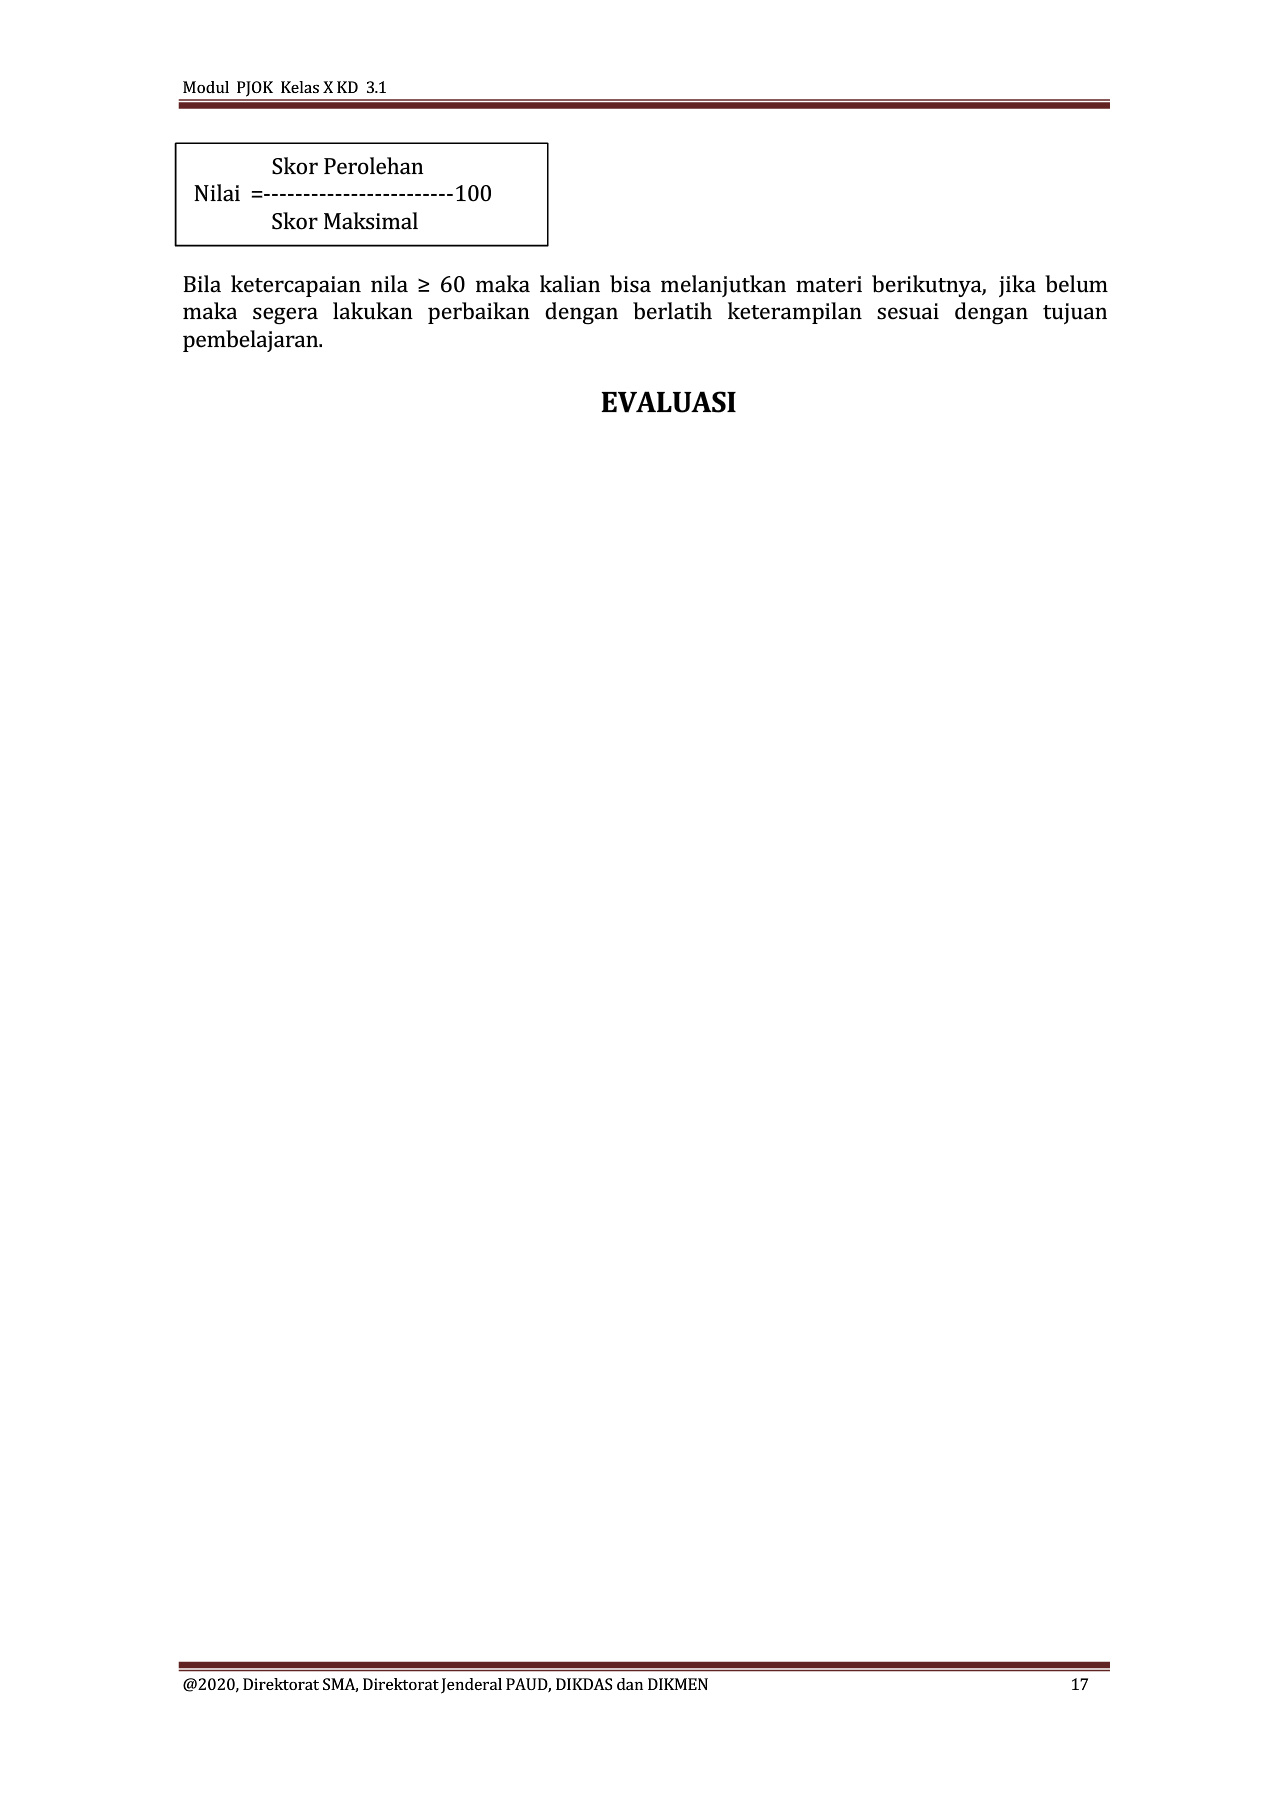 Modul PJOK Kelas X KD 3.1
Skor Perolehan
Nilai =------------------------100
Skor Maksimal
Bila ketercapaian nila ≥ 60 maka kalian bisa melanjutkan materi berikutnya, jika belum
maka segera lakukan perbaikan dengan berlatih keterampilan sesuai dengan tujuan
pembelajaran.
EVALUASI
@2020, Direktorat SMA, Direktorat Jenderal PAUD, DIKDAS dan DIKMEN 17